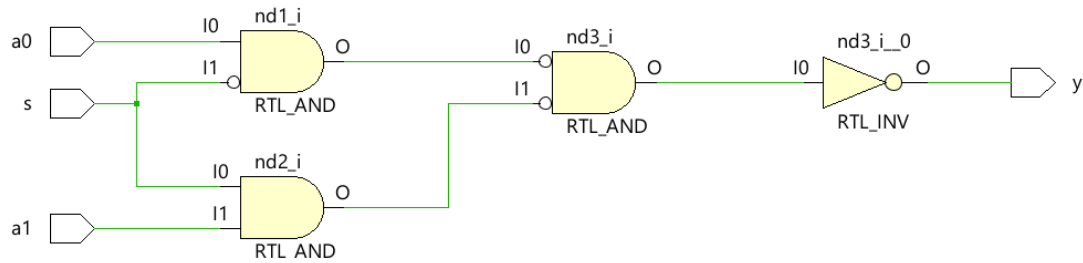 nd1_i
a0
I0
O
I1
s
RTL_AND
nd2_i
I0
O
I1
a1
RTL_AND
nd3_i
I0
O
I1
RTL_AND
nd3_i__0
I0
O
RTL_INV
y